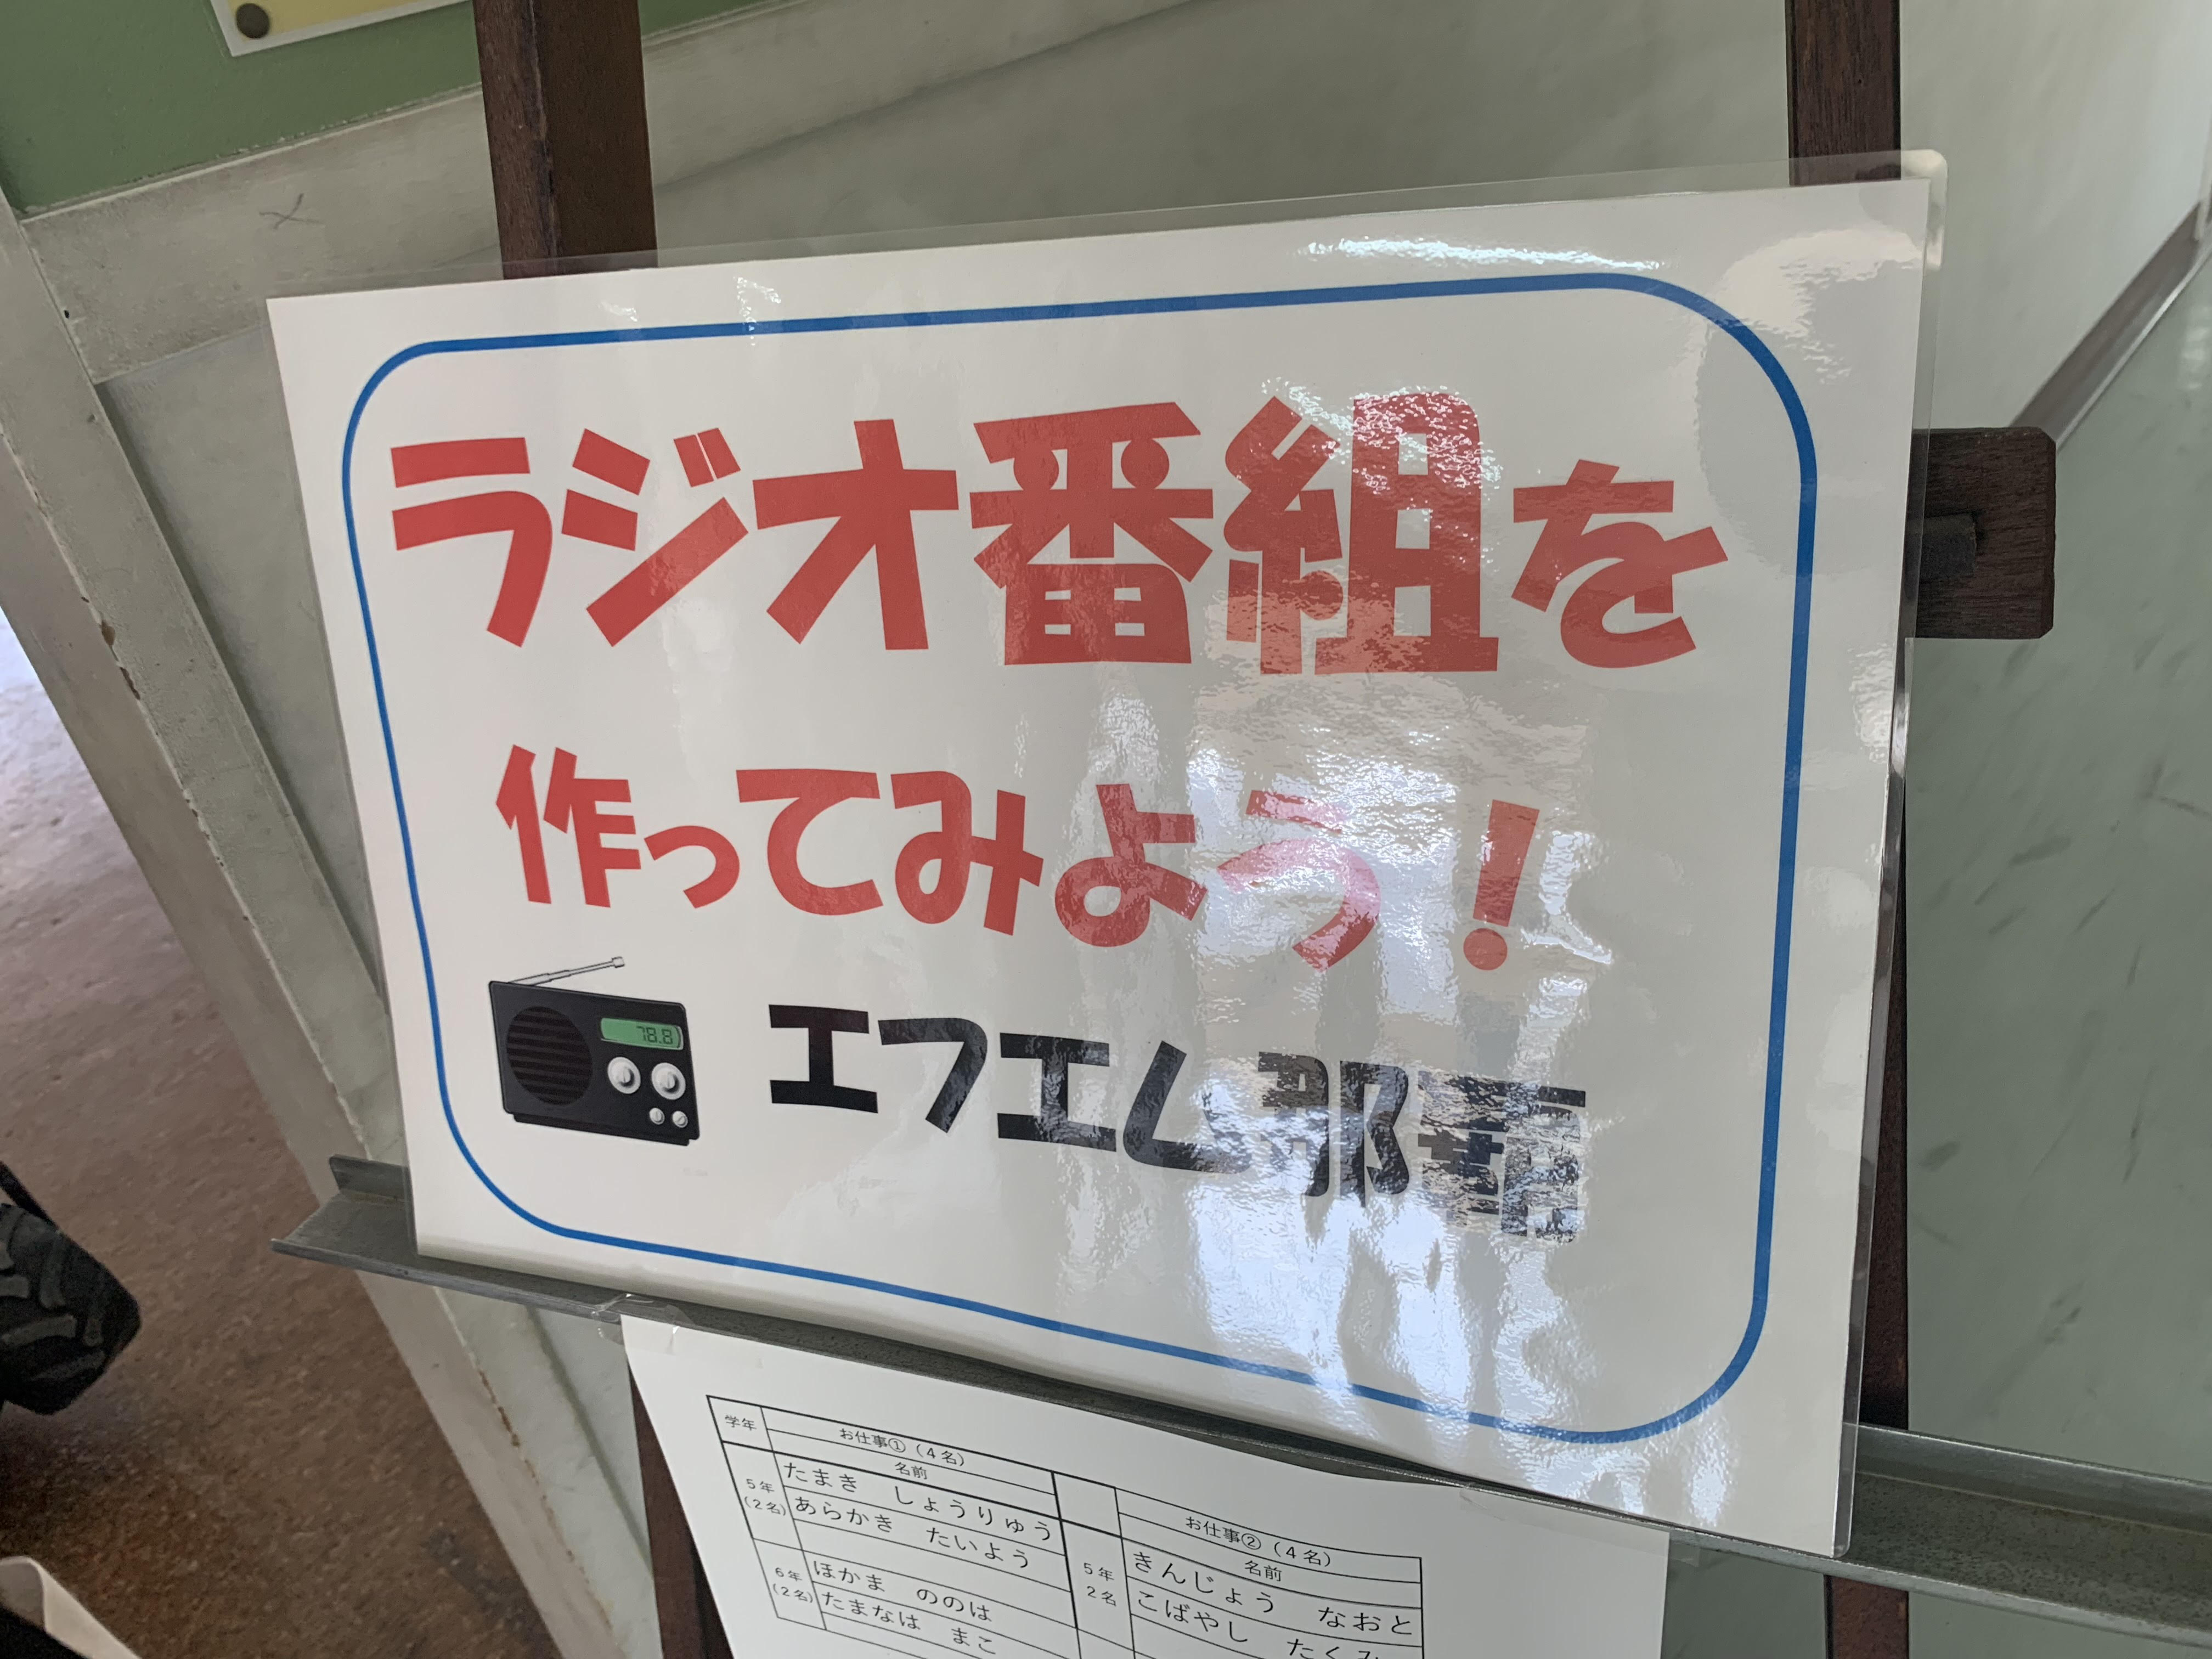 ラジオ番組を
作ってみよう！
78.8
エフエム那覇
学年
お仕事①（4名）
名前
5年
(2名)
たまき しょうりゅう
あらかき たいよう
6年
(2名)
ほかま ののは
たまなは まこ
お仕事②（4名）
名前
5年
2名
きんじょう なおと
こばやし